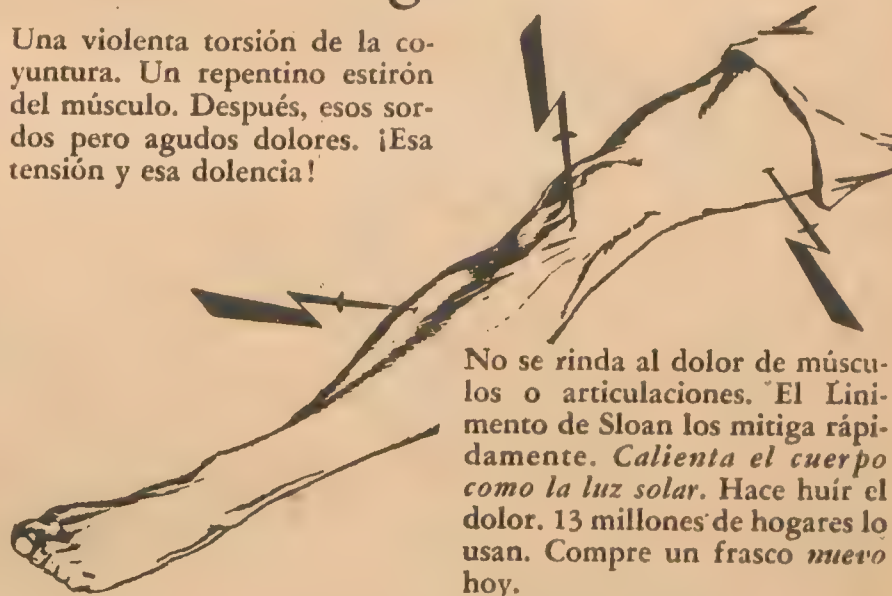 Una violenta torsión de la co-
yuntura. Un repentino estirón
del músculo. Después, esos sor-
dos pero agudos dolores. ¡Esa
tensión y esa dolencia!
No se rinda al dolor de múscu-
los o articulaciones. El Lini-
mento de Sloan los mitiga rápi-
damente. Calienta el cuerpo
como la luz solar. Hace huír el
dolor. 13 millones de hogares lo
usan. Compre un frasco nuevo
hoy.